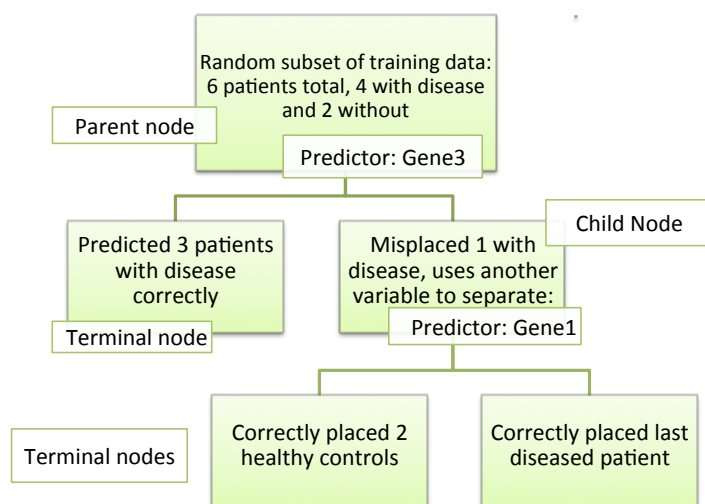 Random subset of training data:
6 patients total, 4 with disease
and 2 without
Parent node
Predictor: Gene3
Predicted 3 patients
with disease
correctly
Terminal node
Child Node
Misplaced 1 with
disease, uses another
variable to separate:
Predictor: Gene1
Terminal nodes
Correctly placed 2
healthy controls
Correctly placed last
diseased patient